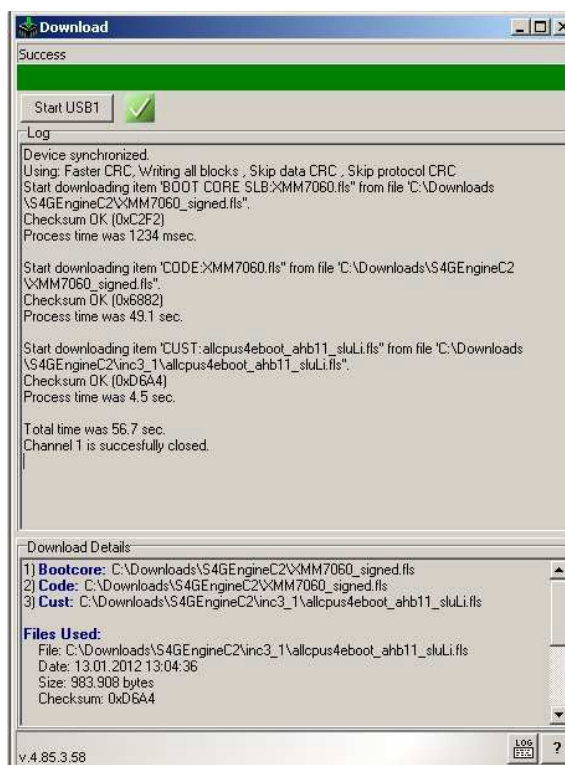 Download
Success
Start USB1
Log
Device synchronized.
Using: Faster CRC, Writing all blocks , Skip data CRC , Skip protocol CRC
Start downloading item 'BOOT CORE SLB:XMM7060.fls" from file 'C:\Downloads
\S4GEngineC2\XMM7060_signed.fls".
Checksum OK (0xC2F2)
Process time was 1234 msec.
Start downloading item "CODE:XMM7060.fls" from file 'C:\Downloads\S4GEngineC2
\XMM7060_signed.fls".
Checksum OK (0x6882)
Process time was 49.1 sec.
Start downloading item "CUST:allcpus4eboot_ahb11_sluLi.fls" from file 'C:\Downloads
\S4GEngineC2\inc3_1\allcpus4eboot_ahb11_sluLi.fls".
Checksum OK (0xD6A4)
Process time was 4.5 sec.
Total time was 56.7 sec.
Channel 1 is succesfully closed.
Download Details
1) Bootcore: C:\Downloads\S4GEngineC2\XMM7060_signed.fls
2) Code: C:\Downloads\S4GEngineC2\XMM7060_signed.fls
3) Cust: C:\Downloads\S4GEngineC2\inc3_1\allcpus4eboot_ahb11_sluLi.fls
Files Used:
File: C:\Downloads\S4GEngineC2\inc3_1\allcpus4eboot_ahb11_sluLi.fls
Date: 13.01.2012 13:04:36
Size: 983.908 bytes
Checksum: 0xD6A4
LOG
?
v.4.85.3.58